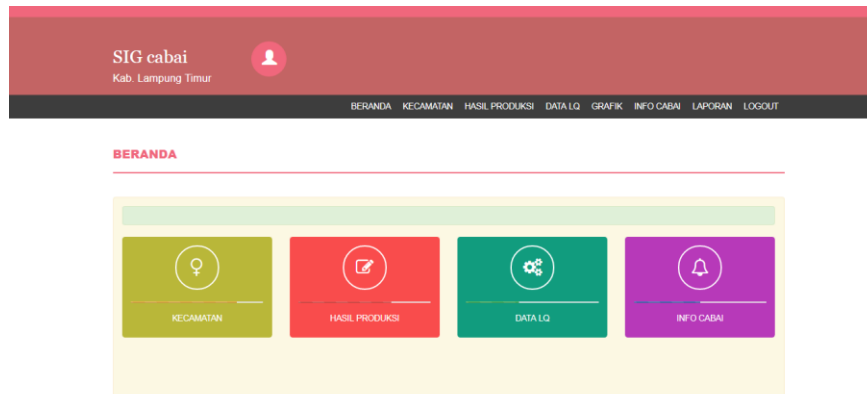 SIG cabai
Kab. Lampung Timur
BERANDA KECAMATAN HASIL PRODUKSI DATA LQ GRAFIK INFO CABAI LAPORAN LOGOUT
BERANDA
KECAMATAN HASIL PRODUKSI DATA LQ INFO CABAI